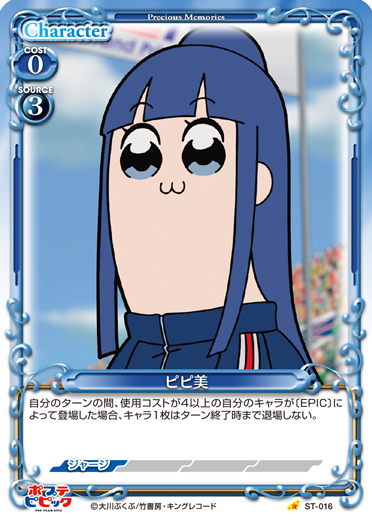 Precious Memories
Character
COST
0
SOURCE
3
ピピ美
自分のターンの間、使用コストが4以上の自分のキャラが〔EPIC〕に
よって登場した場合、キャラ1枚はターン終了時まで退場しない。
ジャージ
ポプテ
ピピック
POP TEAM EPIC
©大川ぶくぶ/竹書房・キングレコード
ST-016